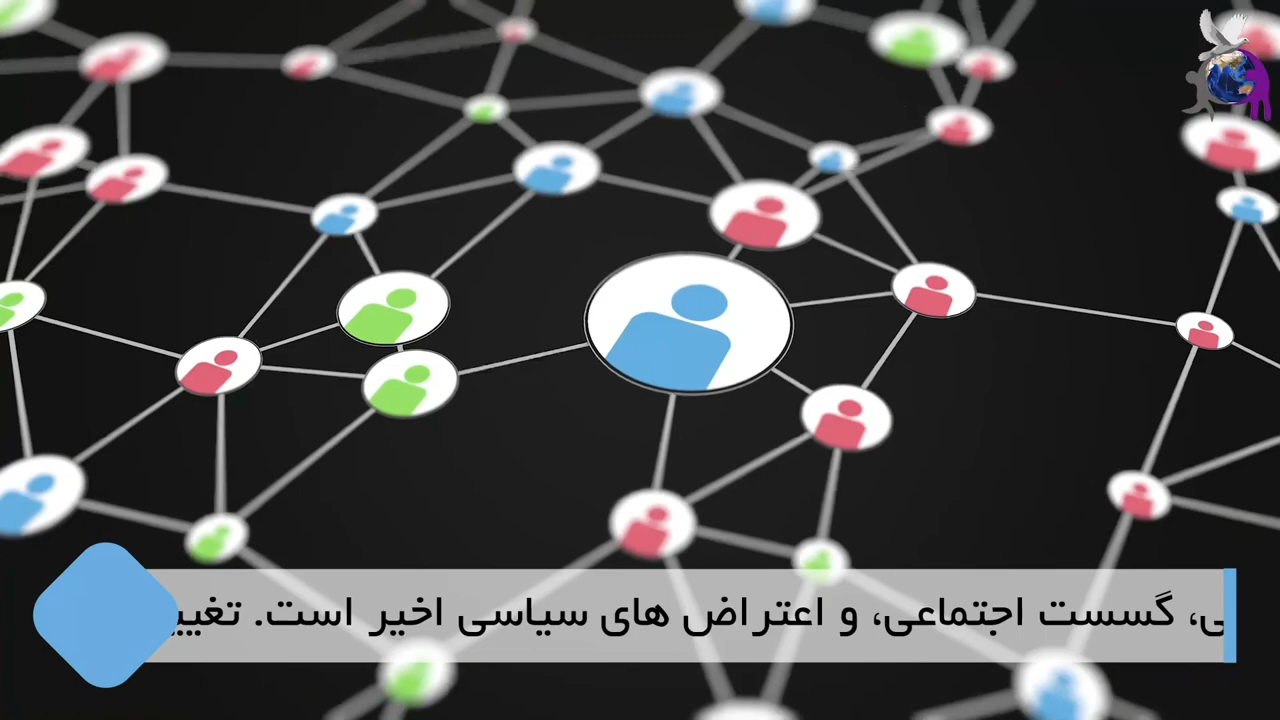 گسست اجتماعی، و اعتراض های سیاسی اخیر است.